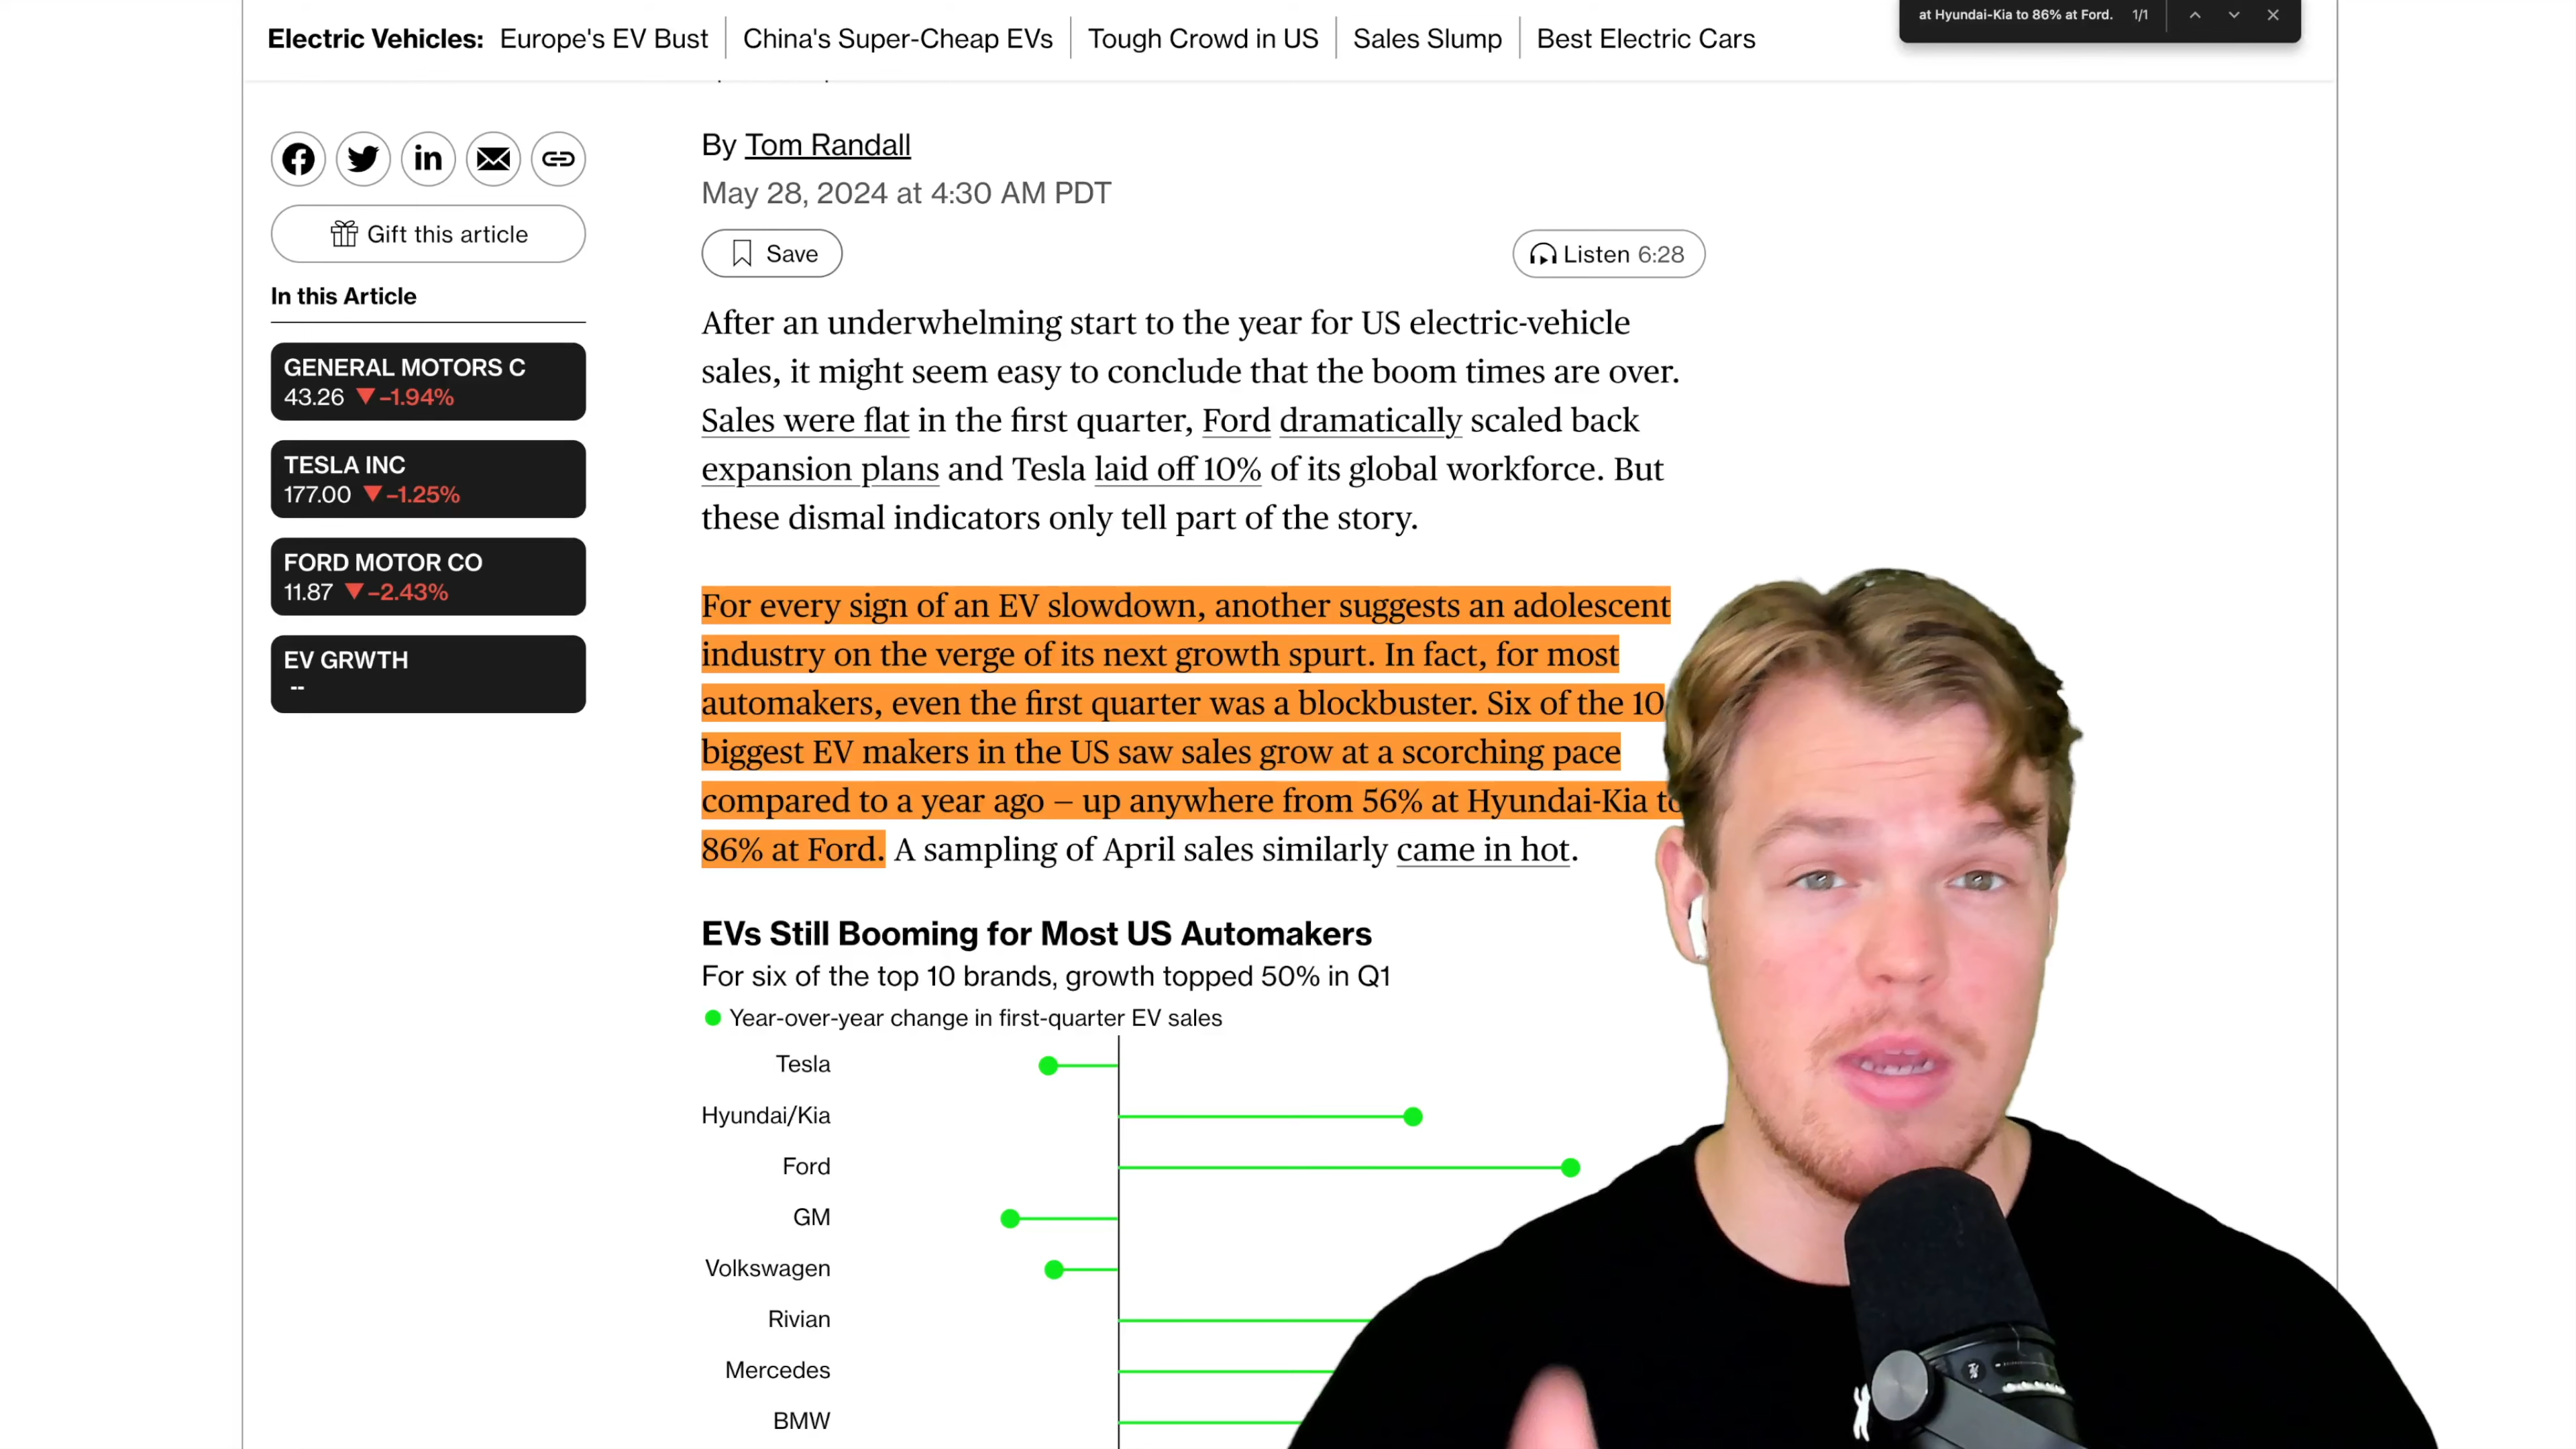 Electric Vehicles: Europe's EV Bust China's Super-Cheap EVs Tough Crowd in US Sales Slump Best Electric Cars
at Hyundai-Kia to 86% at Ford. 1/1
By Tom Randall
May 28, 2024 at 4:30 AM PDT
Save
Listen 6:28
Gift this article
In this Article
GENERAL MOTORS C
43.26 ▼ –1.94%
TESLA INC
177.00 ▼ –1.25%
FORD MOTOR CO
11.87 ▼ –2.43%
EV GRWTH
--
After an underwhelming start to the year for US electric-vehicle
sales, it might seem easy to conclude that the boom times are over.
Sales were flat in the first quarter, Ford dramatically scaled back
expansion plans and Tesla laid off 10% of its global workforce. But
these dismal indicators only tell part of the story.
For every sign of an EV slowdown, another suggests an adolescent
industry on the verge of its next growth spurt. In fact, for most
automakers, even the first quarter was a blockbuster. Six of the 10
biggest EV makers in the US saw sales grow at a scorching pace
compared to a year ago – up anywhere from 56% at Hyundai-Kia to
86% at Ford. A sampling of April sales similarly came in hot.
EVs Still Booming for Most US Automakers
For six of the top 10 brands, growth topped 50% in Q1
Year-over-year change in first-quarter EV sales
Tesla
Hyundai/Kia
Ford
GM
Volkswagen
Rivian
Mercedes
BMW